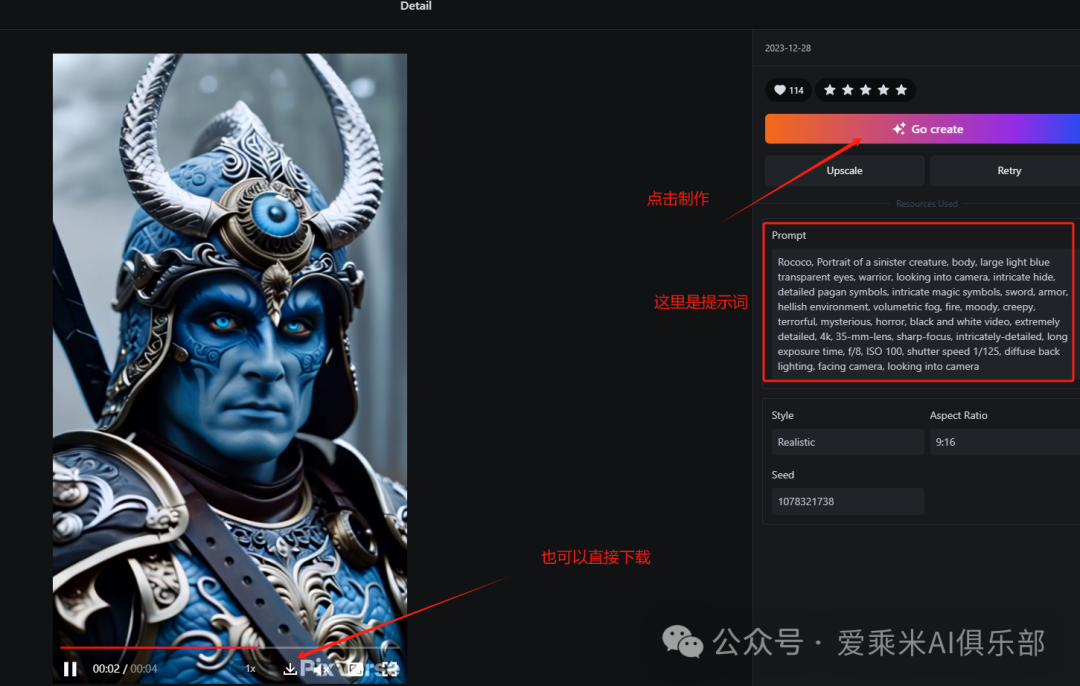 Detail
2023-12-28
114
Go create
点击制作
Upscale
Retry
Resources Used
Prompt
Rococo, Portrait of a sinister creature, body, large light blue
transparent eyes, warrior, looking into camera, intricate hide,
detailed pagan symbols, intricate magic symbols, sword, armor,
这里是提示词
hellish environment, volumetric fog, fire, moody, creepy,
terrorful, mysterious, horror, black and white video, extremely
detailed, 4k, 35-mm-lens, sharp-focus, intricately-detailed, long
exposure time, f/8, ISO 100, shutter speed 1/125, diffuse back
lighting, facing camera, looking into camera
Style
Aspect Ratio
Realistic
9:16
Seed
1078321738
也可以直接下载
公众号 · 爱乘米AI俱乐部
00:02 / 00:04
1x
PixVerse